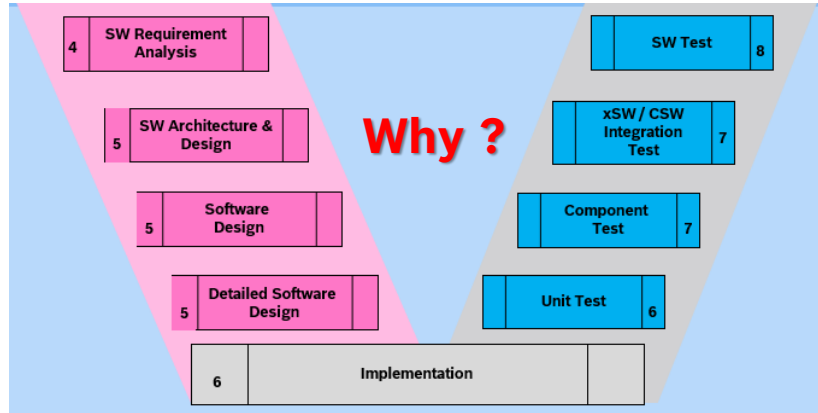 4
SW Requirement
Analysis
SW Test
8
5
SW Architecture &
Design
Why ?
xSW / CSW
Integration
Test
7
5
Software
Design
Component
Test
7
5
Detailed Software
Design
Unit Test
6
6
Implementation